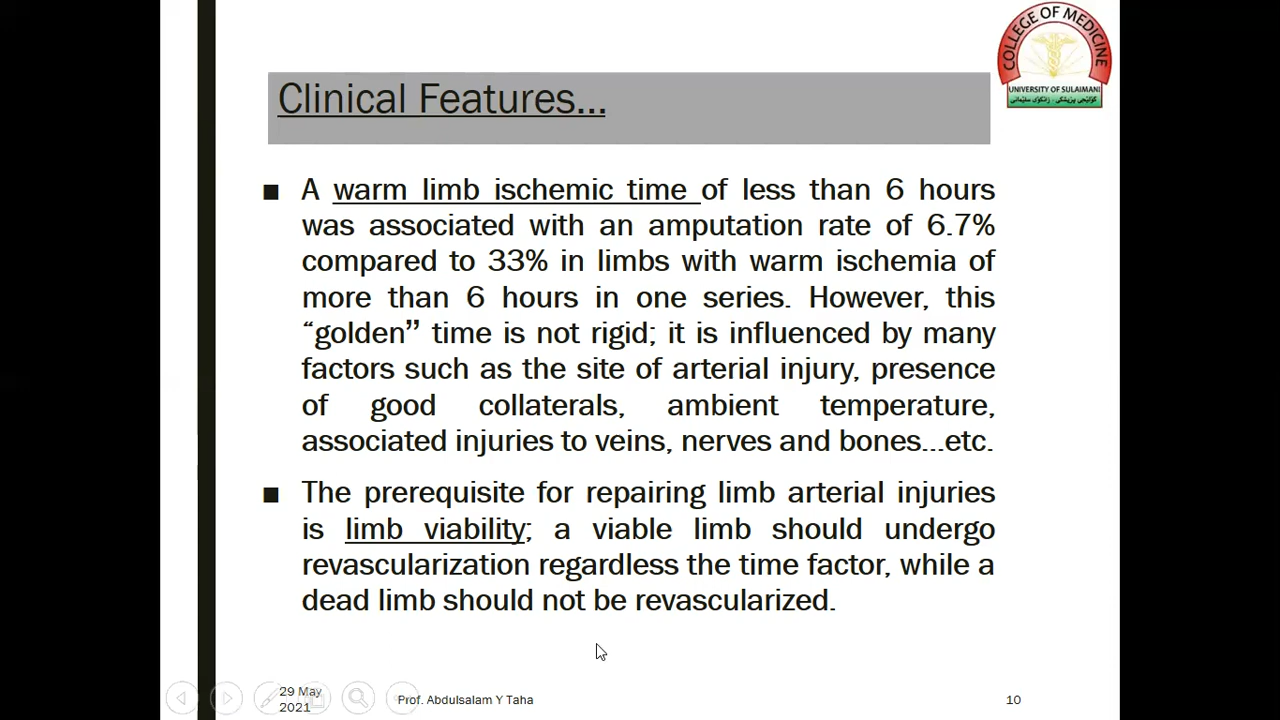 COLLEGE OF MEDICINE
UNIVERSITY OF SULAIMANI
كۆلێجی پزیشکی - زانکۆی سلێمانی
Clinical Features...
■ A warm limb ischemic time of less than 6 hours
was associated with an amputation rate of 6.7%
compared to 33% in limbs with warm ischemia of
more than 6 hours in one series. However, this
“golden” time is not rigid; it is influenced by many
factors such as the site of arterial injury, presence
of good collaterals, ambient temperature,
associated injuries to veins, nerves and bones...etc.
■ The prerequisite for repairing limb arterial injuries
is limb viability; a viable limb should undergo
revascularization regardless the time factor, while a
dead limb should not be revascularized.
29 May
2021
Prof. Abdulsalam Y Taha
10